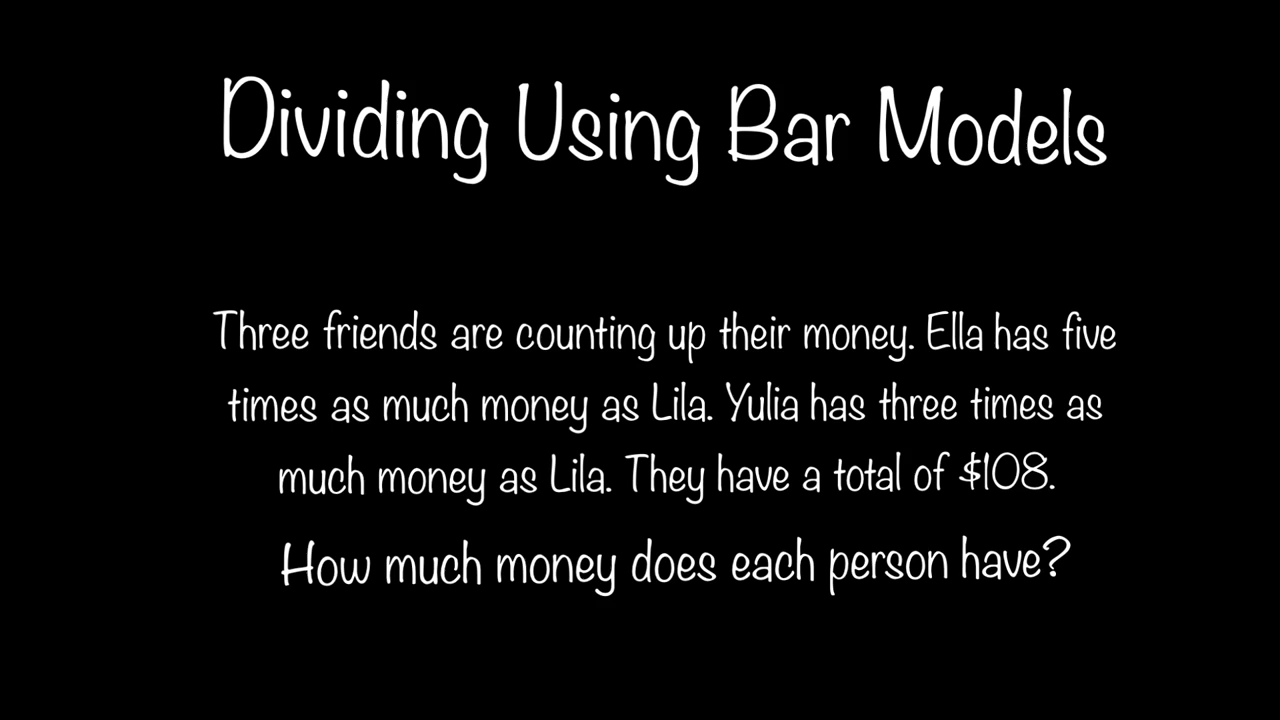 Dividing Using Bar Models
Three friends are counting up their money. Ella has five
times as much money as Lila. Yulia has three times as
much money as Lila. They have a total of $108.
How much money does each person have?